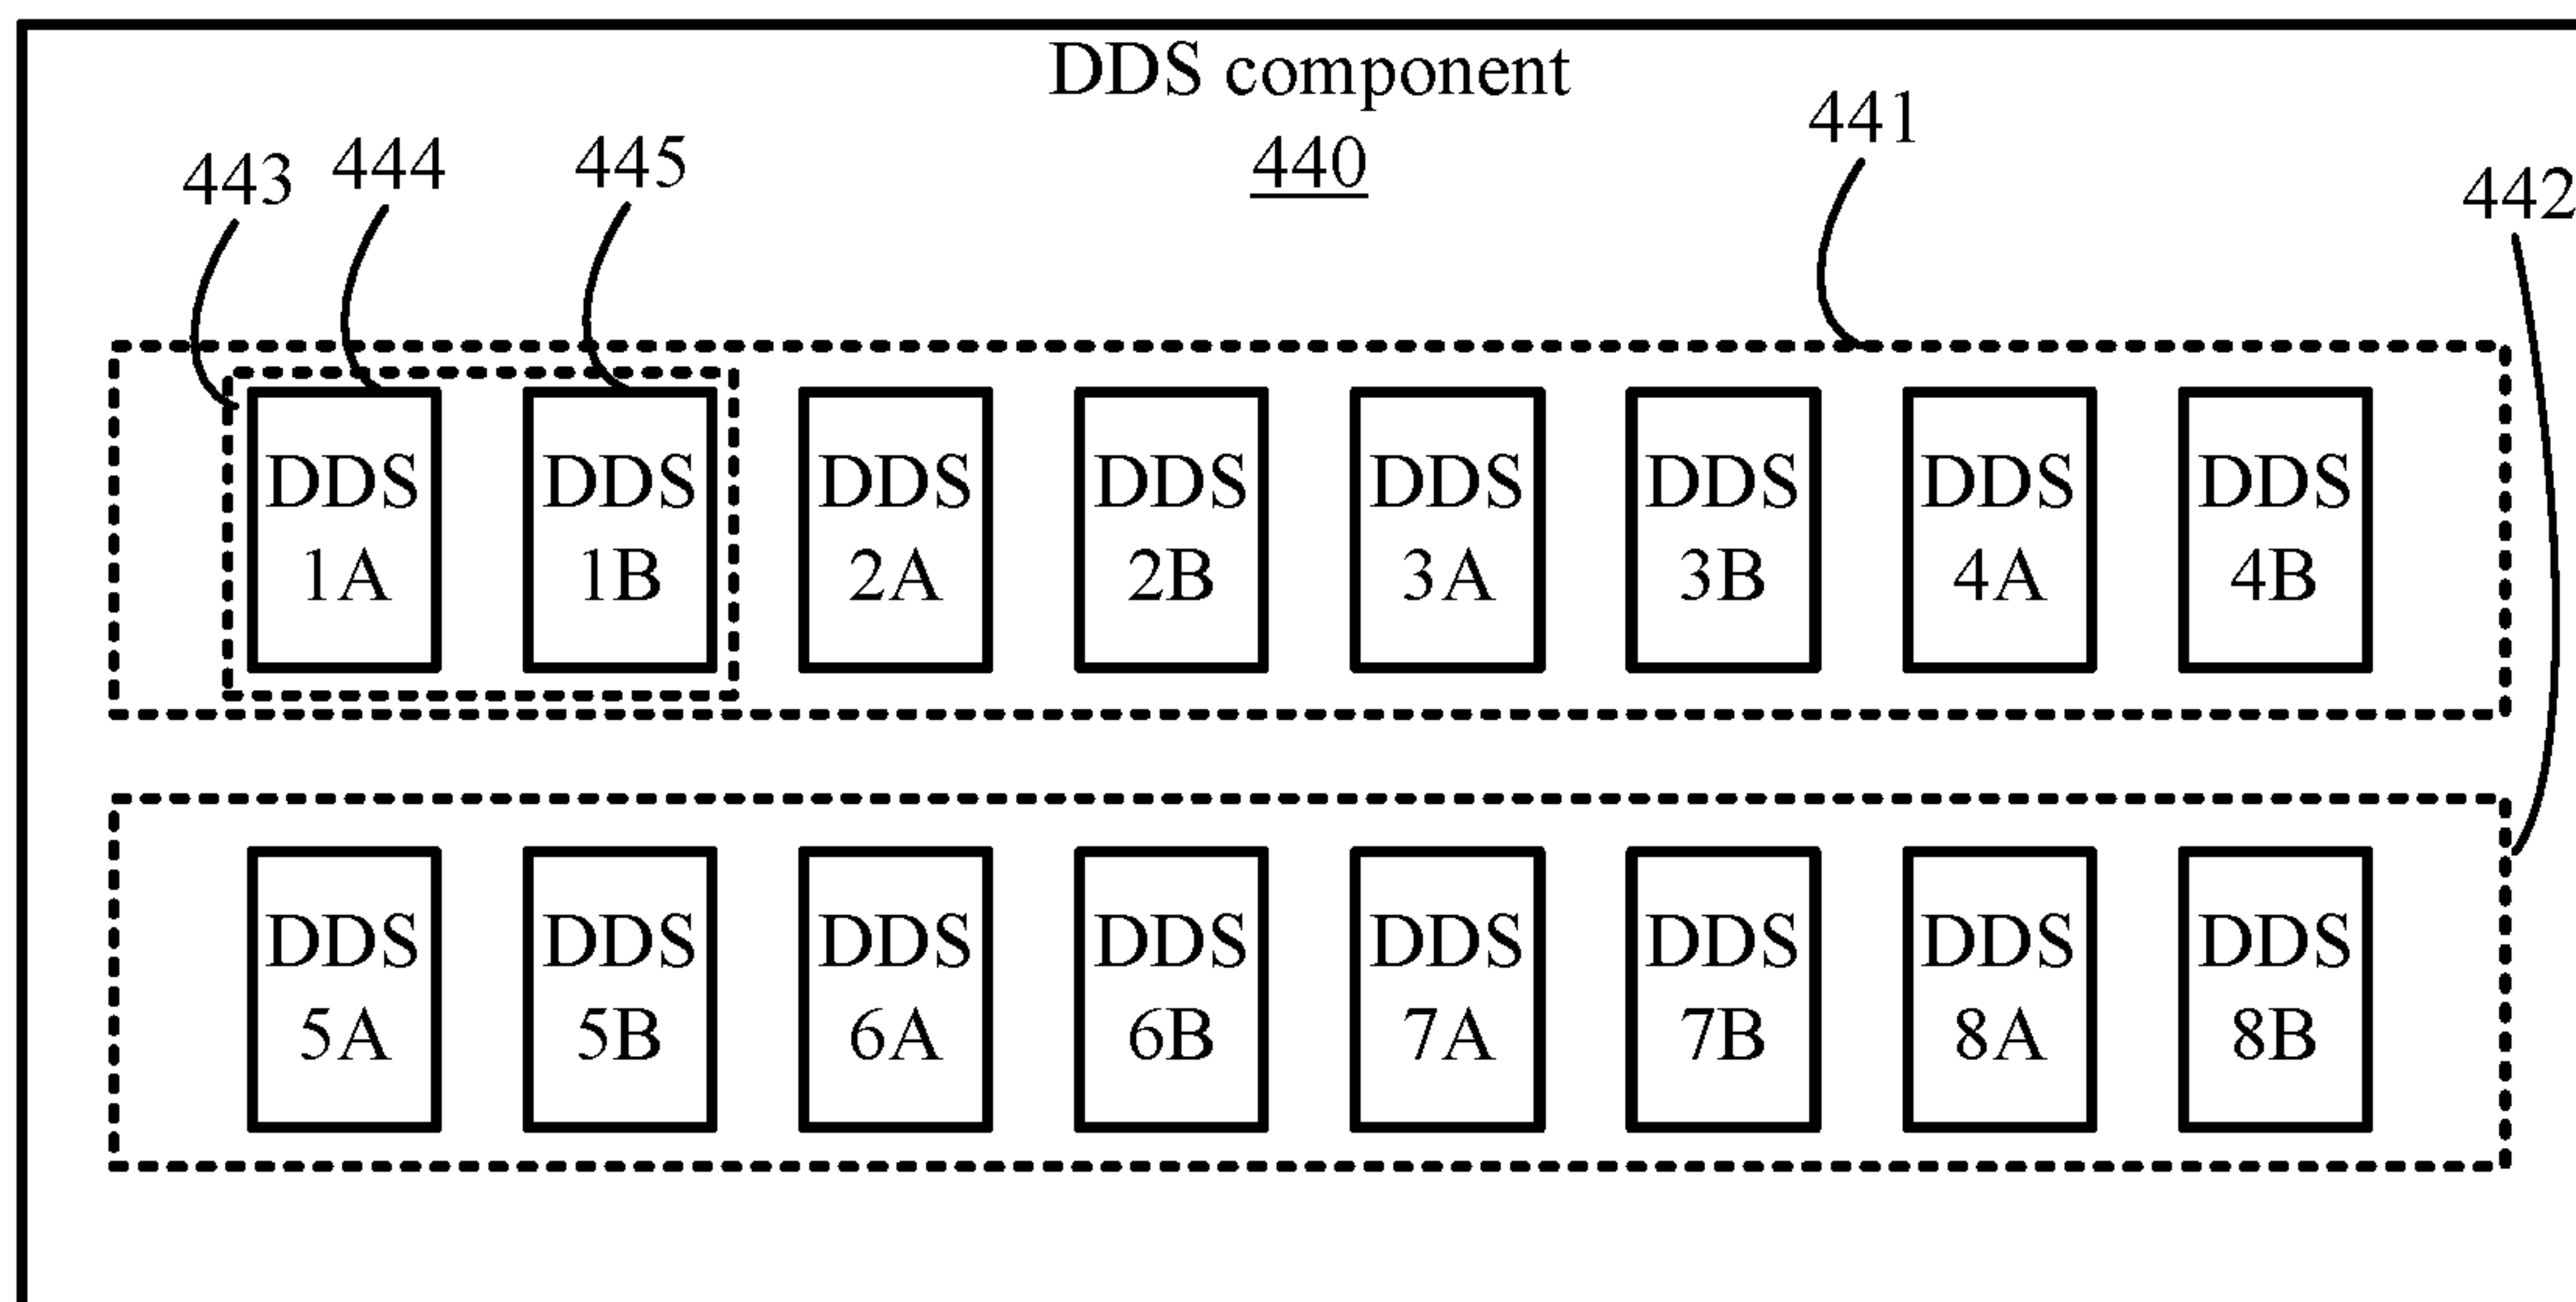 DDS component
440
443 444 445 441 442
DDS DDS DDS DDS DDS DDS DDS DDS
1A 1B 2A 2B 3A 3B 4A 4B
DDS DDS DDS DDS DDS DDS DDS DDS
5A 5B 6A 6B 7A 7B 8A 8B